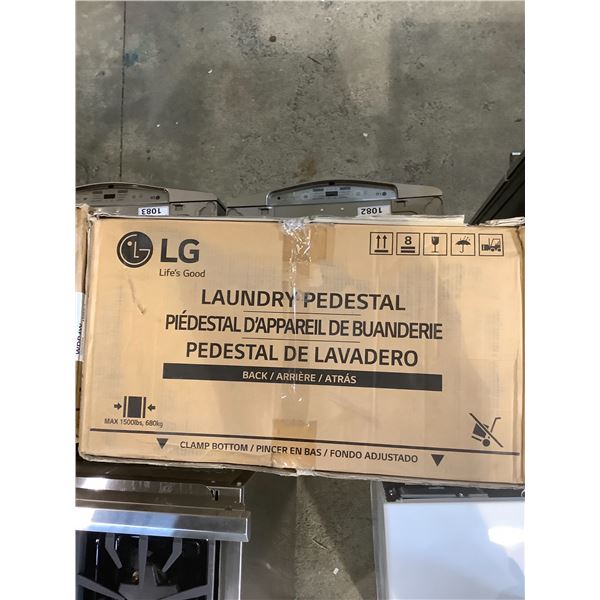 1083
1082
LG
Life's Good
8
LAUNDRY PEDESTAL
PIÉDESTAL D'APPAREIL DE BUANDERIE
PEDESTAL DE LAVADERO
BACK / ARRIÈRE / ATRÁS
MAX 1500lbs, 680kg
CLAMP BOTTOM / PINCER EN BAS / FONDO ADJUSTADO